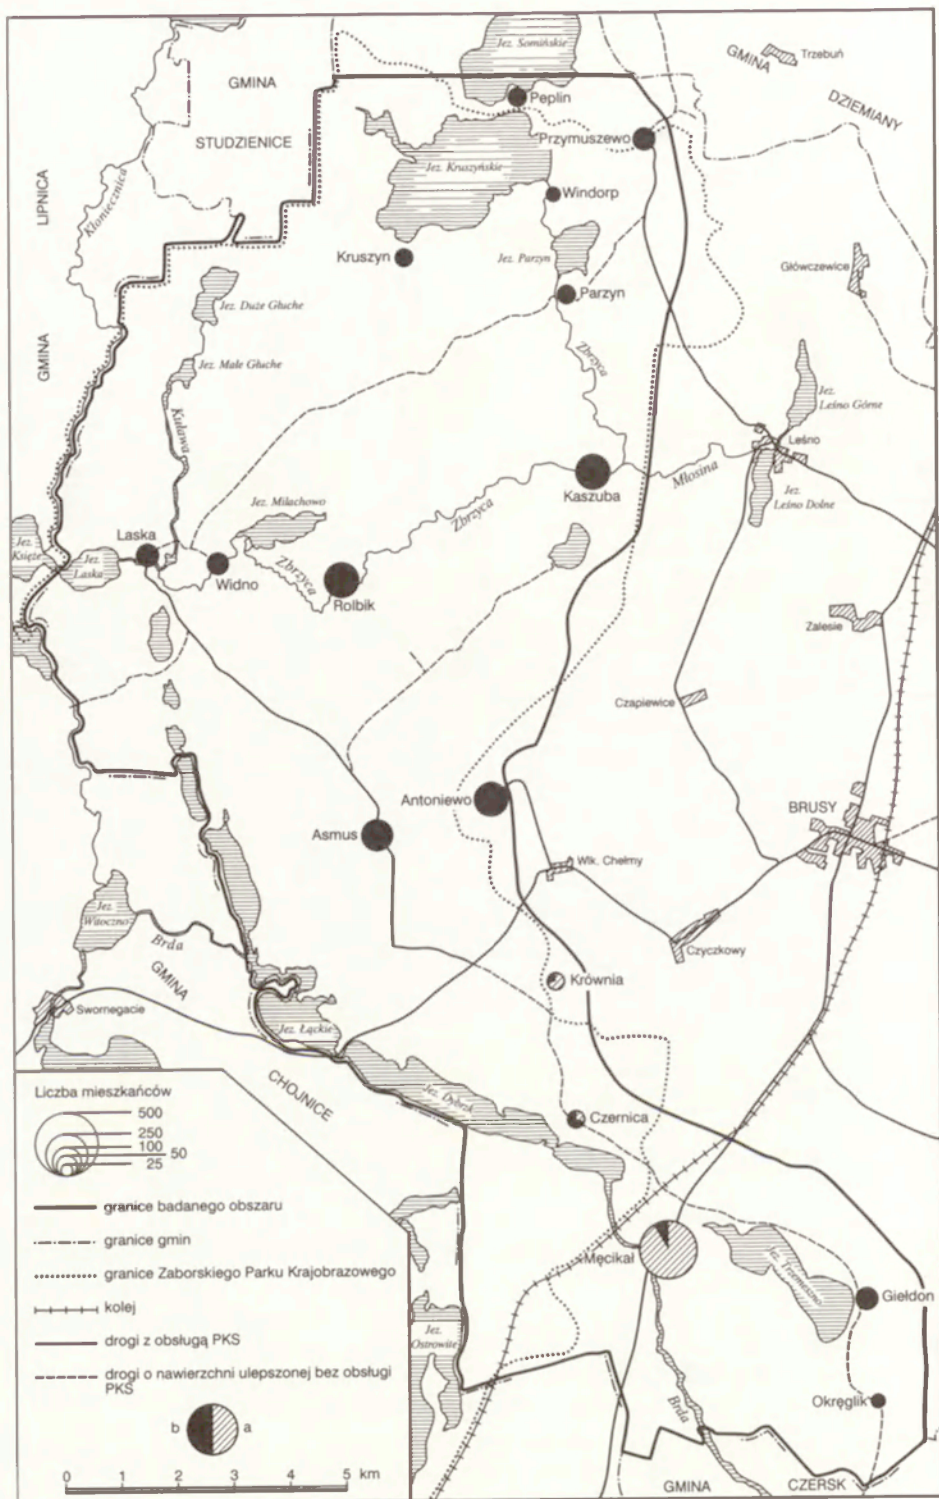 Jez. Somińskie
GMINA
Trzebuń
GMINA
Peplin
DZIEMIANY
STUDZIENICE
Przymuszewo
Jez. Kruszyńskie
LIPNICA
Kłoniecznica
Windorp
Kruszyn
Jez. Parzyn
Główczewice
Jez. Duże Głuche
Parzyn
GMINA
Zbrzyca
Jez. Małe Głuche
Jez.
Leśno Górne
Kuława
Leśno
Młosina
Kaszuba
Jez.
Leśno Dolne
Jez. Milachowo
Zbrzyca
Laska
Jez.
Księże
Jez.
Laska
Widno
Zbrzyca
Rolbik
Zalesie
Czapiewice
Antoniewo
BRUSY
Asmus
Wlk. Chełmy
Jez.
Witoczno
Brda
Czyczkowy
GMINA
Krównia
Swornegacie
Jez. Łąckie
CHOJNICE
Jez. Dybrzk
Czernica
Liczba mieszkańców
500
250
100
50
25
granice badanego obszaru
granice gmin
granice Zaborskiego Parku Krajobrazowego
kolej
drogi z obsługą PKS
drogi o nawierzchni ulepszonej bez obsługi
PKS
b a
0 1 2 3 4 5 km
Męcikał
Jez. Trzemeszno
Giełdon
Jez.
Ostrowite
Brda
Okręglik
GMINA CZERSK